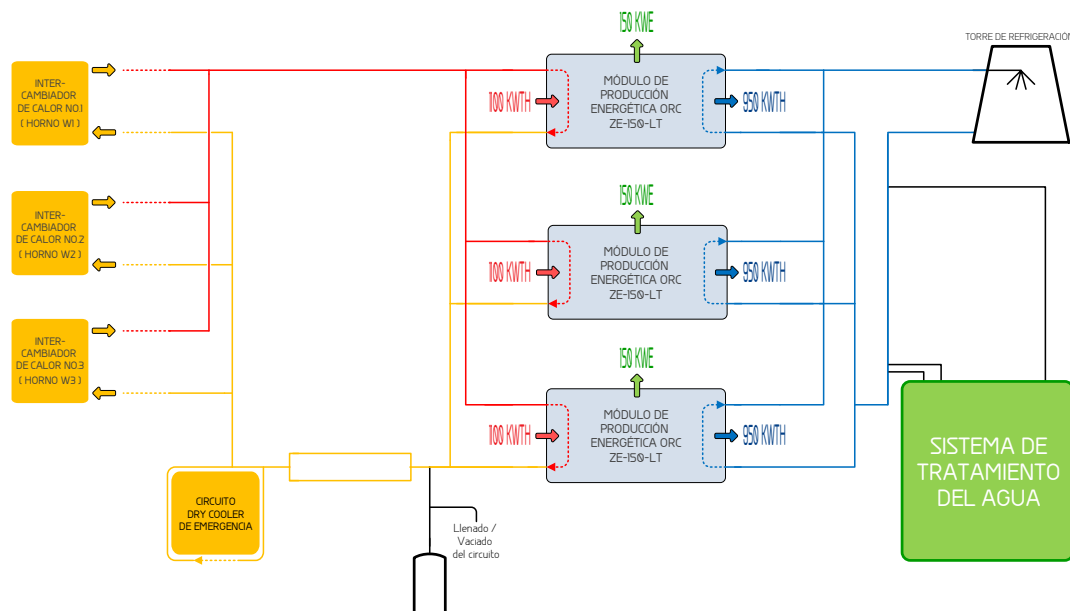 150 KWE
TORRE DE REFRIGERACIÓN
INTER-
CAMBIADOR
DE CALOR NO.1
( HORNO W1 )
MÓDULO DE
PRODUCCIÓN
ENERGÉTICA ORC
ZE-150-LT
1100 KWTH
950 KWTH
INTER-
CAMBIADOR
DE CALOR NO.2
( HORNO W2 )
150 KWE
MÓDULO DE
PRODUCCIÓN
ENERGÉTICA ORC
ZE-150-LT
1100 KWTH
950 KWTH
INTER-
CAMBIADOR
DE CALOR NO.3
( HORNO W3 )
150 KWE
MÓDULO DE
PRODUCCIÓN
ENERGÉTICA ORC
ZE-150-LT
1100 KWTH
950 KWTH
SISTEMA DE
TRATAMIENTO
DEL AGUA
CIRCUITO
DRY COOLER
DE EMERGENCIA
Llenado /
Vaciado
del circuito